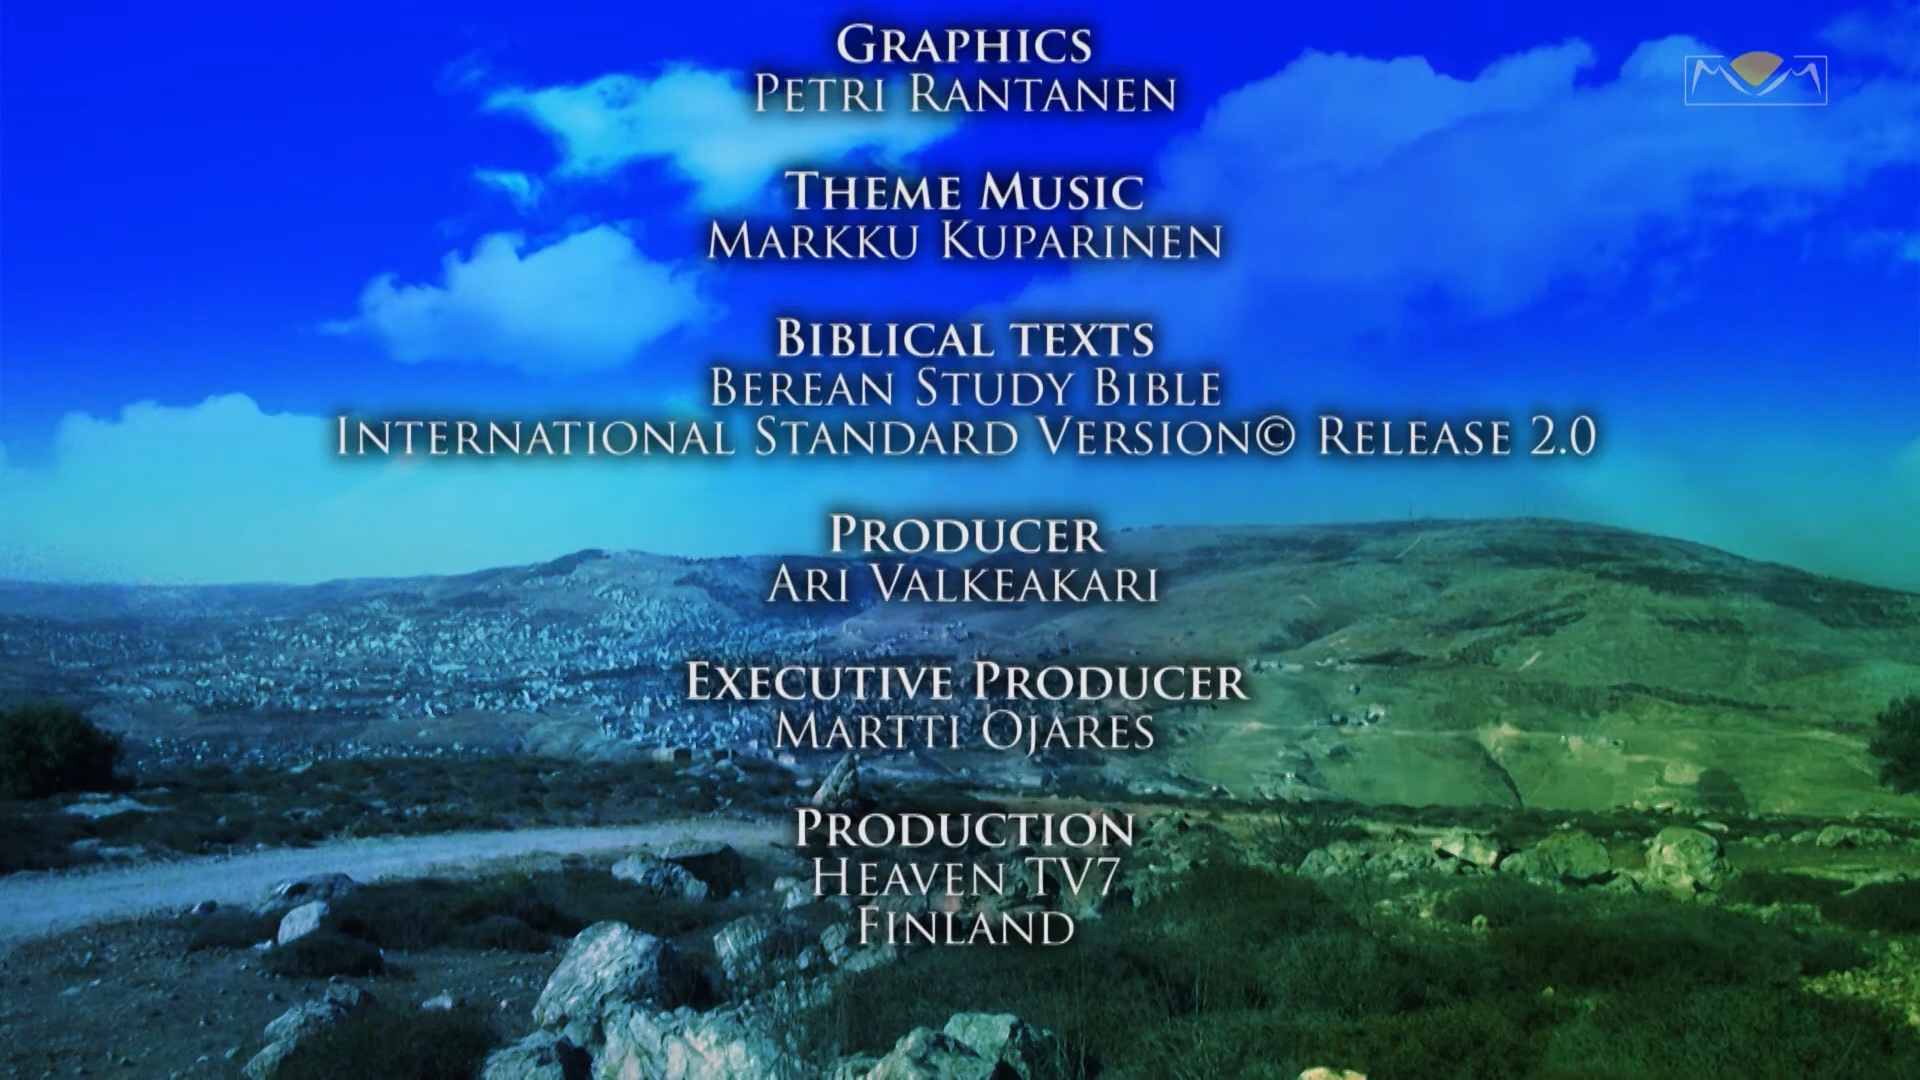 Graphics
Petri Rantanen
Theme Music
Markku Kuparinen
Biblical texts
Berean Study Bible
International Standard Version© Release 2.0
Producer
Ari Valkeakari
Executive Producer
Martti Ojares
Production
Heaven TV7
Finland